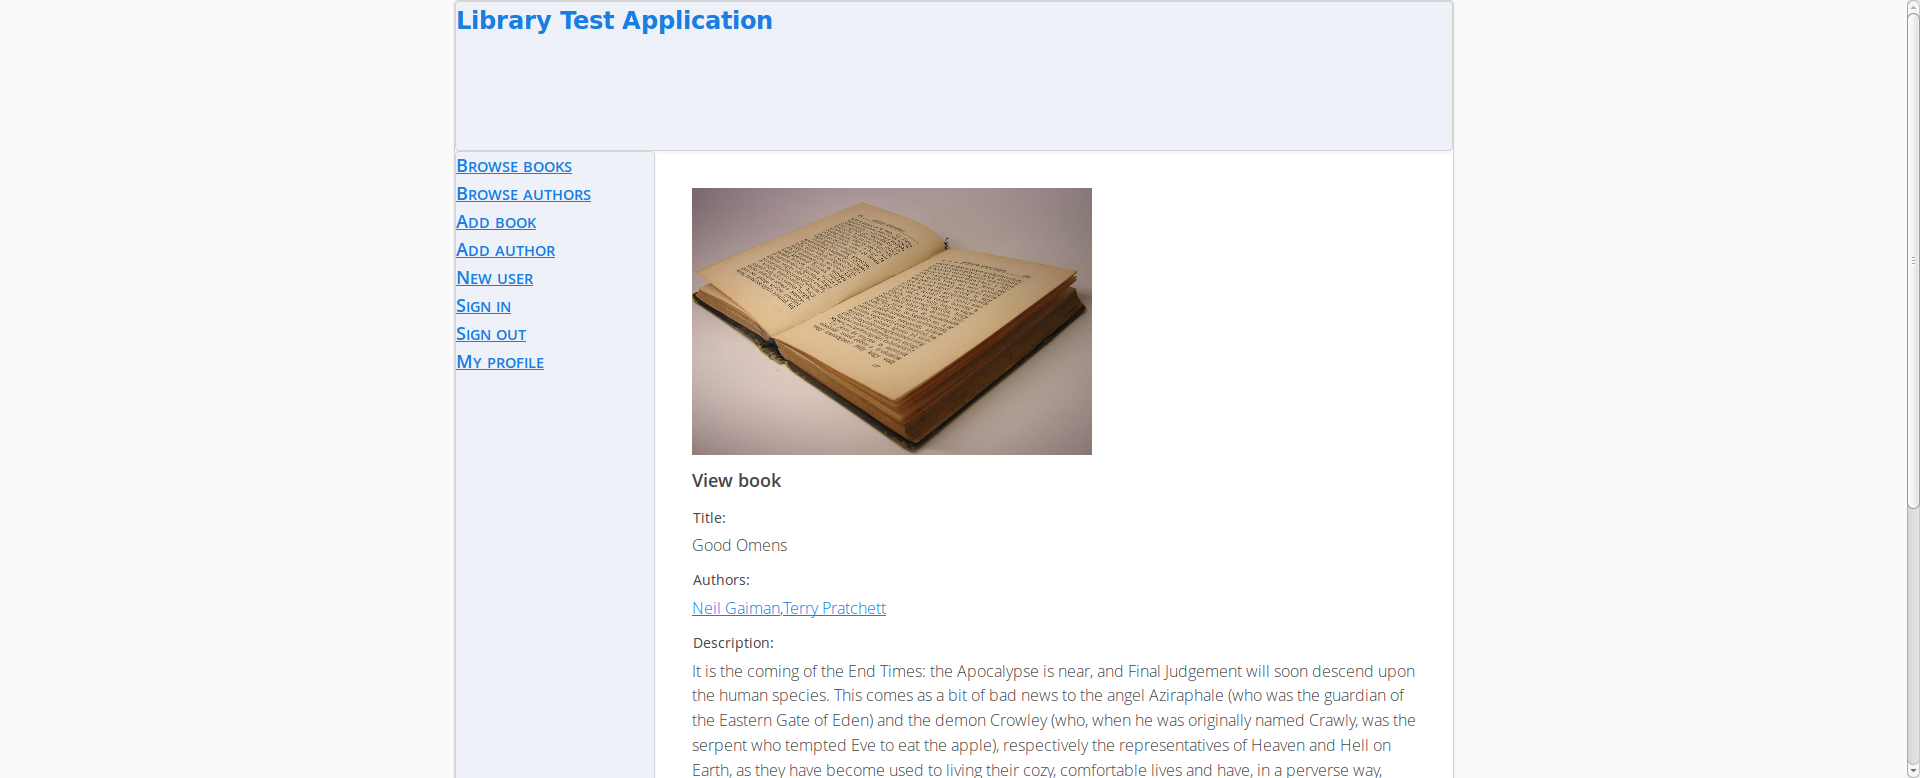 Library Test Application
Browse books
Browse authors
Add book
Add author
New user
Sign in
Sign out
My profile
View book
Title:
Good Omens
Authors:
Neil Gaiman,Terry Pratchett
Description:
It is the coming of the End Times: the Apocalypse is near, and Final Judgement will soon descend upon
the human species. This comes as a bit of bad news to the angel Aziraphale (who was the guardian of
the Eastern Gate of Eden) and the demon Crowley (who, when he was originally named Crawly, was the
serpent who tempted Eve to eat the apple), respectively the representatives of Heaven and Hell on
Earth, as they have become used to living their cozy, comfortable lives and have, in a perverse way,